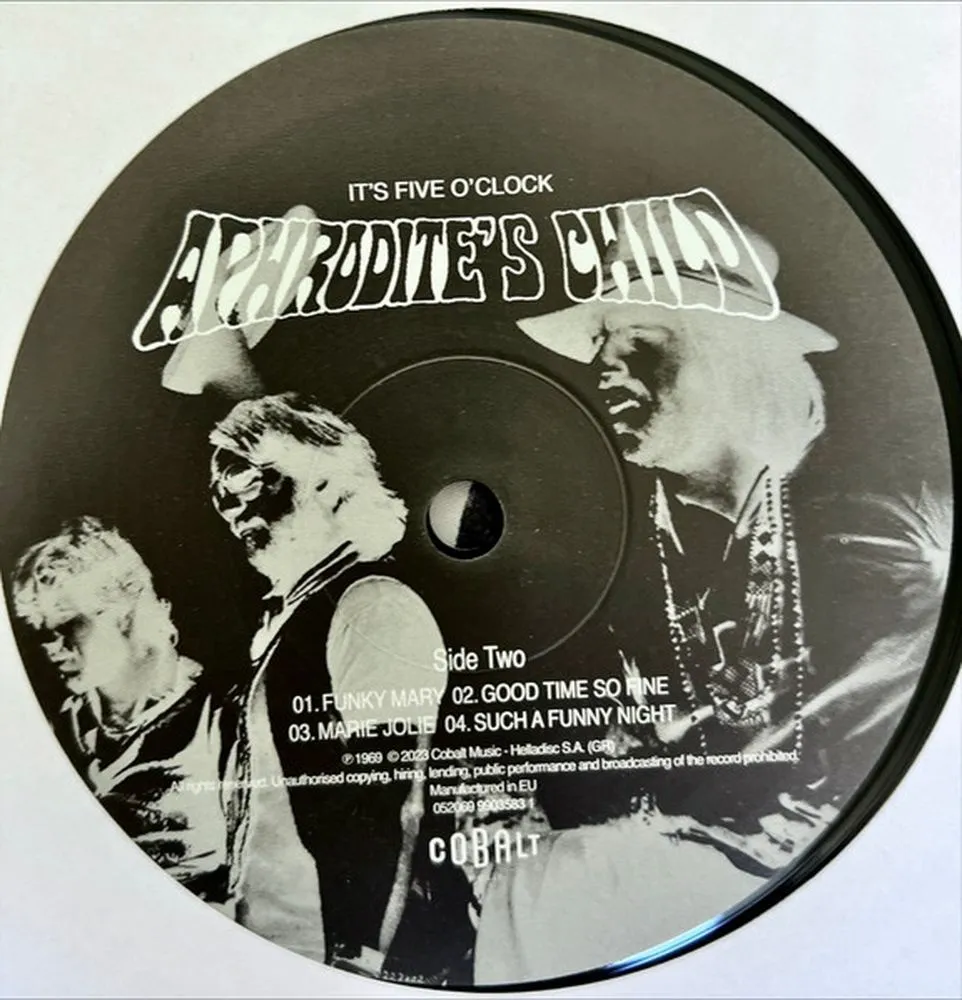 IT'S FIVE O'CLOCK
APHRODITE'S CHILD
Side Two
01. FUNKY MARY 02. GOOD TIME SO FINE
03. MARIE JOLIE 04. SUCH A FUNNY NIGHT
℗ 1969 © 2023 Cobalt Music - Helladisc S.A. (GR)
All rights reserved. Unauthorised copying, hiring, lending, public performance and broadcasting of the record prohibited.
Manufactured in EU
052069 9903583 1
COBALT